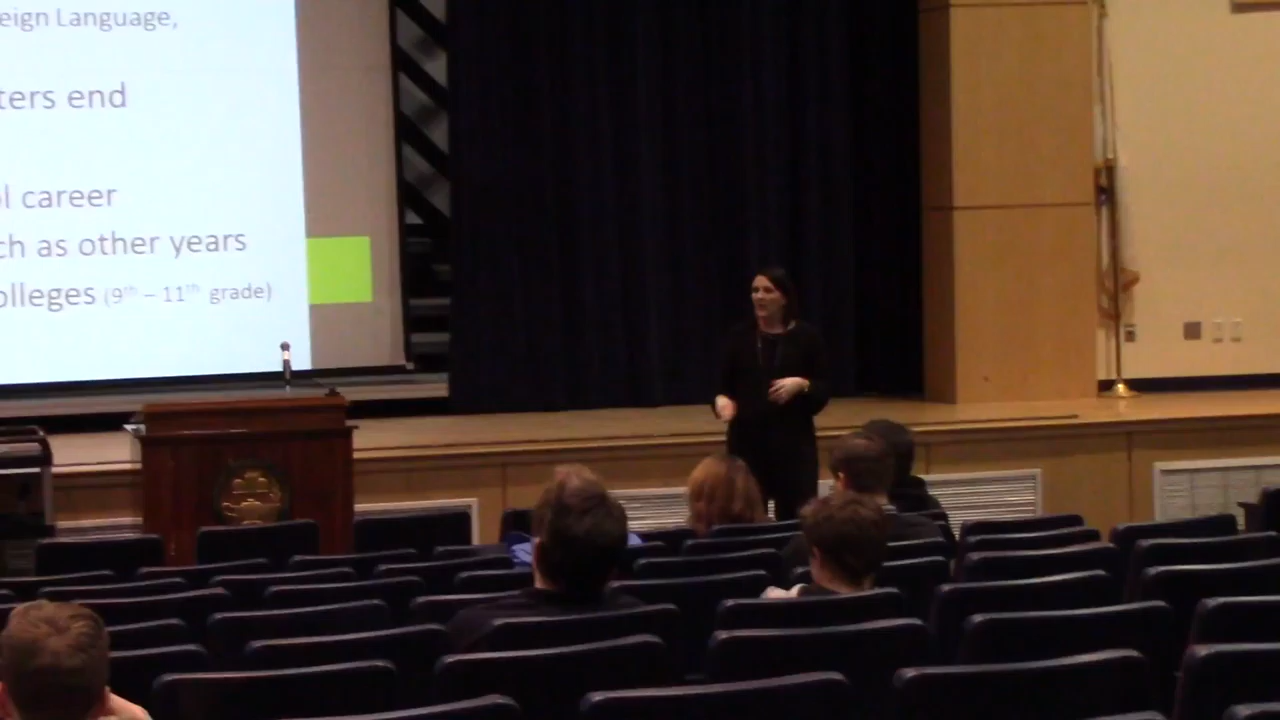 eign Language,
ters end
l career
ch as other years
olleges (9th – 11th grade)